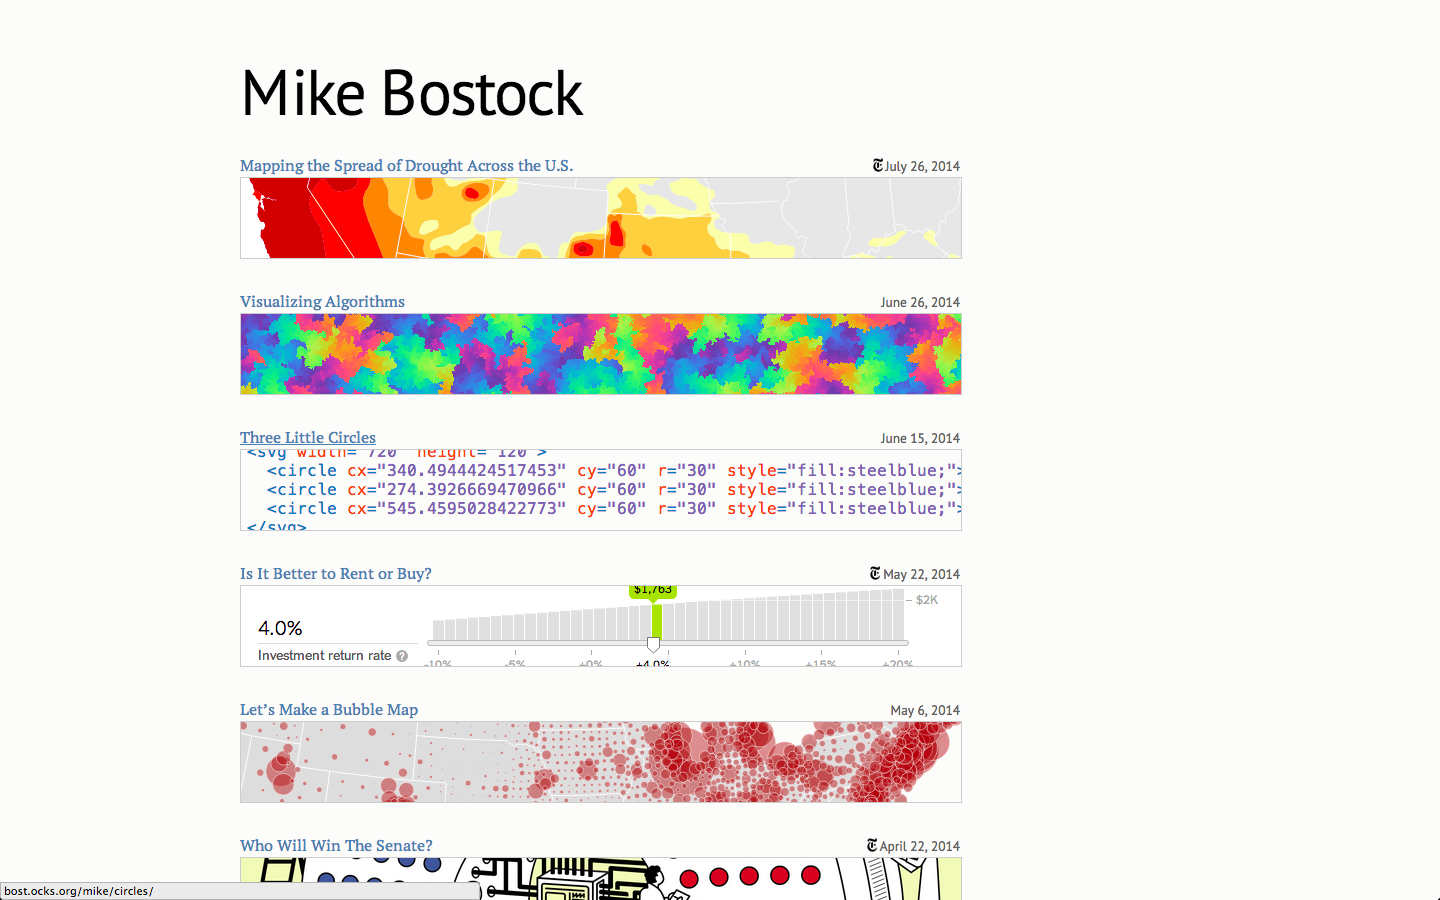 Mike Bostock
Mapping the Spread of Drought Across the U.S.
T July 26, 2014
Visualizing Algorithms
June 26, 2014
Three Little Circles
June 15, 2014
<svg width="720" height="120">
<circle cx="340.4944424517453" cy="60" r="30" style="fill:steelblue;">
<circle cx="274.3926669470966" cy="60" r="30" style="fill:steelblue;">
<circle cx="545.4595028422773" cy="60" r="30" style="fill:steelblue;">
</svg>
Is It Better to Rent or Buy?
T May 22, 2014
$1,763
$2K
4.0%
Investment return rate ?
-10% -5% +0% +4.0% +10% +15% +20%
Let’s Make a Bubble Map
May 6, 2014
Who Will Win The Senate?
T April 22, 2014
bost.ocks.org/mike/circles/